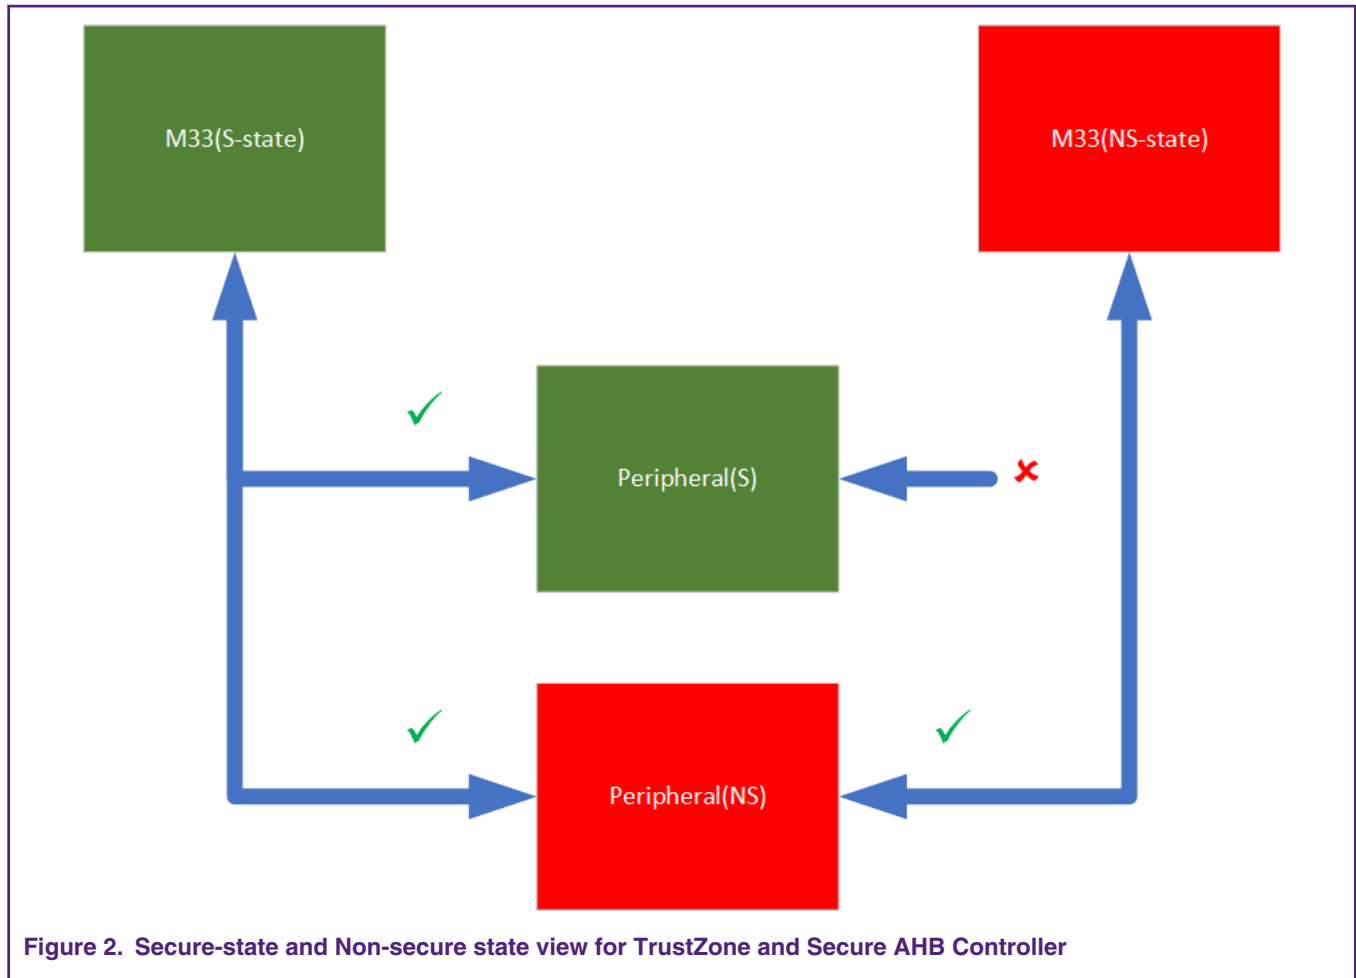 M33(S-state)
M33(NS-state)
Peripheral(S)
Peripheral(NS)
Figure 2. Secure-state and Non-secure state view for TrustZone and Secure AHB Controller